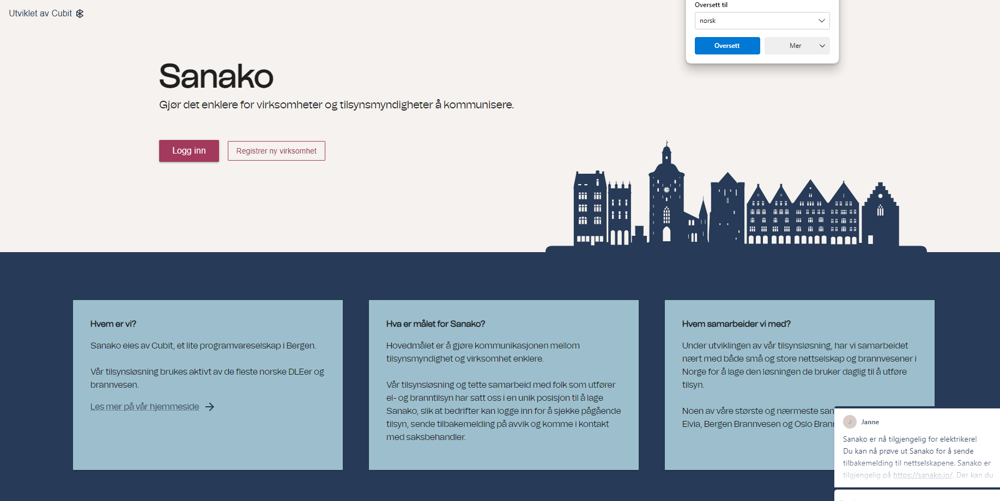 Utviklet av Cubit
Oversett til
norsk
Oversett
Mer
Sanako
Gjør det enklere for virksomheter og tilsynsmyndigheter å kommunisere.
Logg inn
Registrer ny virksomhet
Hvem er vi?
Sanako eies av Cubit, et lite programvareselskap i Bergen.
Vår tilsynsløsning brukes aktivt av de fleste norske DLEer og
brannvesen.
Les mer på vår hjemmeside
Hva er målet for Sanako?
Hovedmålet er å gjøre kommunikasjonen mellom
tilsynsmyndighet og virksomhet enklere.
Vår tilsynsløsning og tette samarbeid med folk som utfører
el- og branntilsyn har satt oss i en unik posisjon til å lage
Sanako, slik at bedrifter kan logge inn for å sjekke pågående
tilsyn, sende tilbakemelding på avvik og komme i kontakt
med saksbehandler.
Hvem samarbeider vi med?
Under utviklingen av vår tilsynsløsning, har vi samarbeidet
nært med både små og store nettselskap og brannvesener i
Norge for å lage den løsningen de bruker daglig til å utføre
tilsyn.
Noen av våre største og nærmeste
Elvia, Bergen Brannvesen og Oslo
J Janne
Sanako er nå tilgjengelig for elektrikere!
Du kan nå prøve ut Sanako for å sende
tilbakemelding til nettselskapene. Sanako er
tilgjengelig på https://sanako.io/. Der kan du